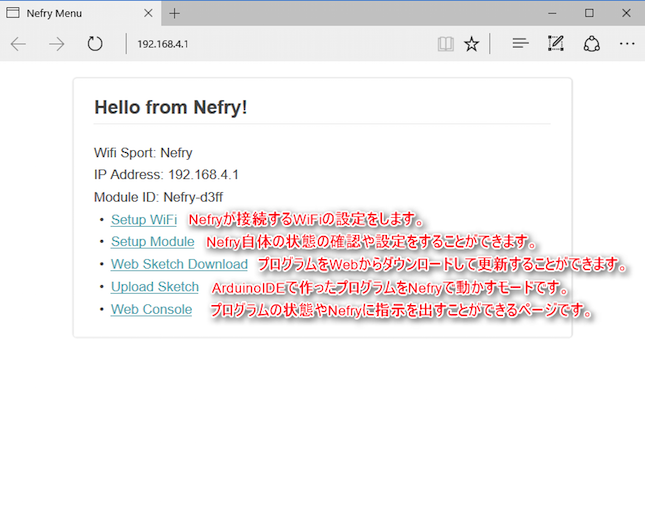 Nefry Menu
192.168.4.1
Hello from Nefry!
Wifi Sport: Nefry
IP Address: 192.168.4.1
Module ID: Nefry-d3ff
• Setup WiFi Nefryが接続するWiFiの設定をします。
• Setup Module Nefry自体の状態の確認や設定をすることができます。
• Web Sketch Download プログラムをWebからダウンロードして更新することができます。
• Upload Sketch ArduinoIDEで作ったプログラムをNefryで動かすモードです。
• Web Console プログラムの状態やNefryに指示を出すことができるページです。